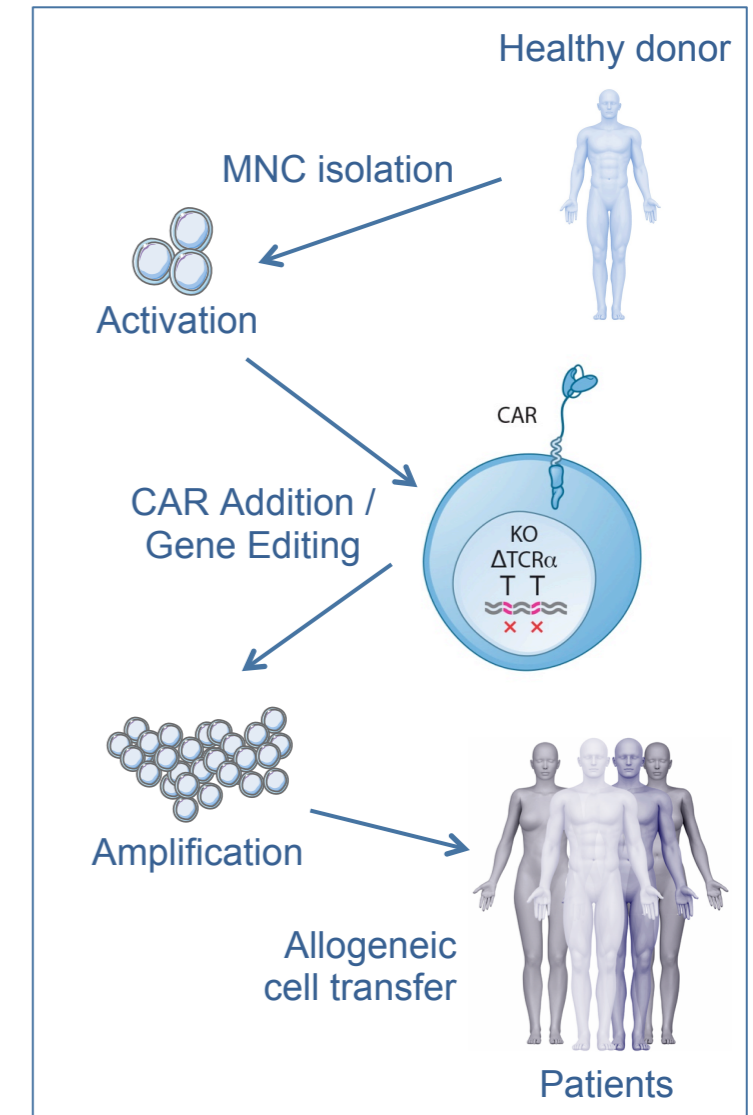 Healthy donor
MNC isolation
Activation
CAR
CAR Addition /
Gene Editing
KO
ΔTCRα
T T
× ×
Amplification
Allogeneic
cell transfer
Patients